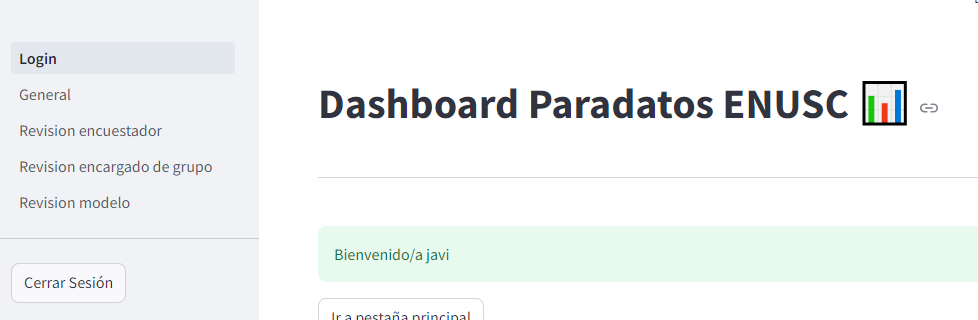 Login
General
Revision encuestador
Revision encargado de grupo
Revision modelo
Cerrar Sesión
Dashboard Paradatos ENUSC
Bienvenido/a javi
Ir a pestaña principal